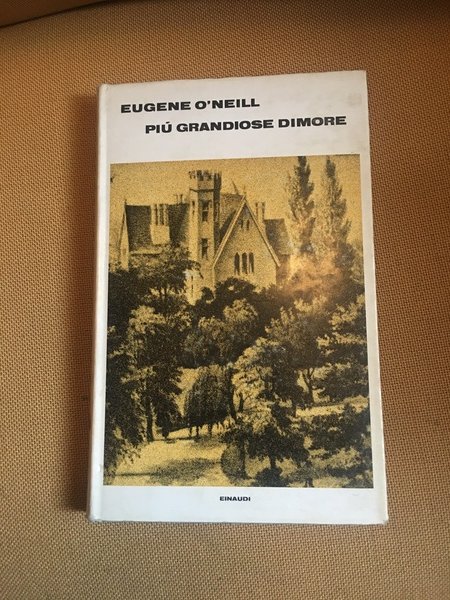 EUGENE O'NEILL
PIÚ GRANDIOSE DIMORE
EINAUDI